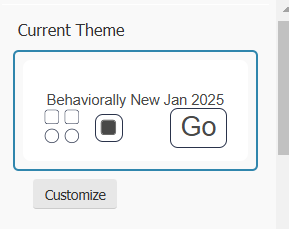 Current Theme
Behaviorally New Jan 2025
Go
Customize